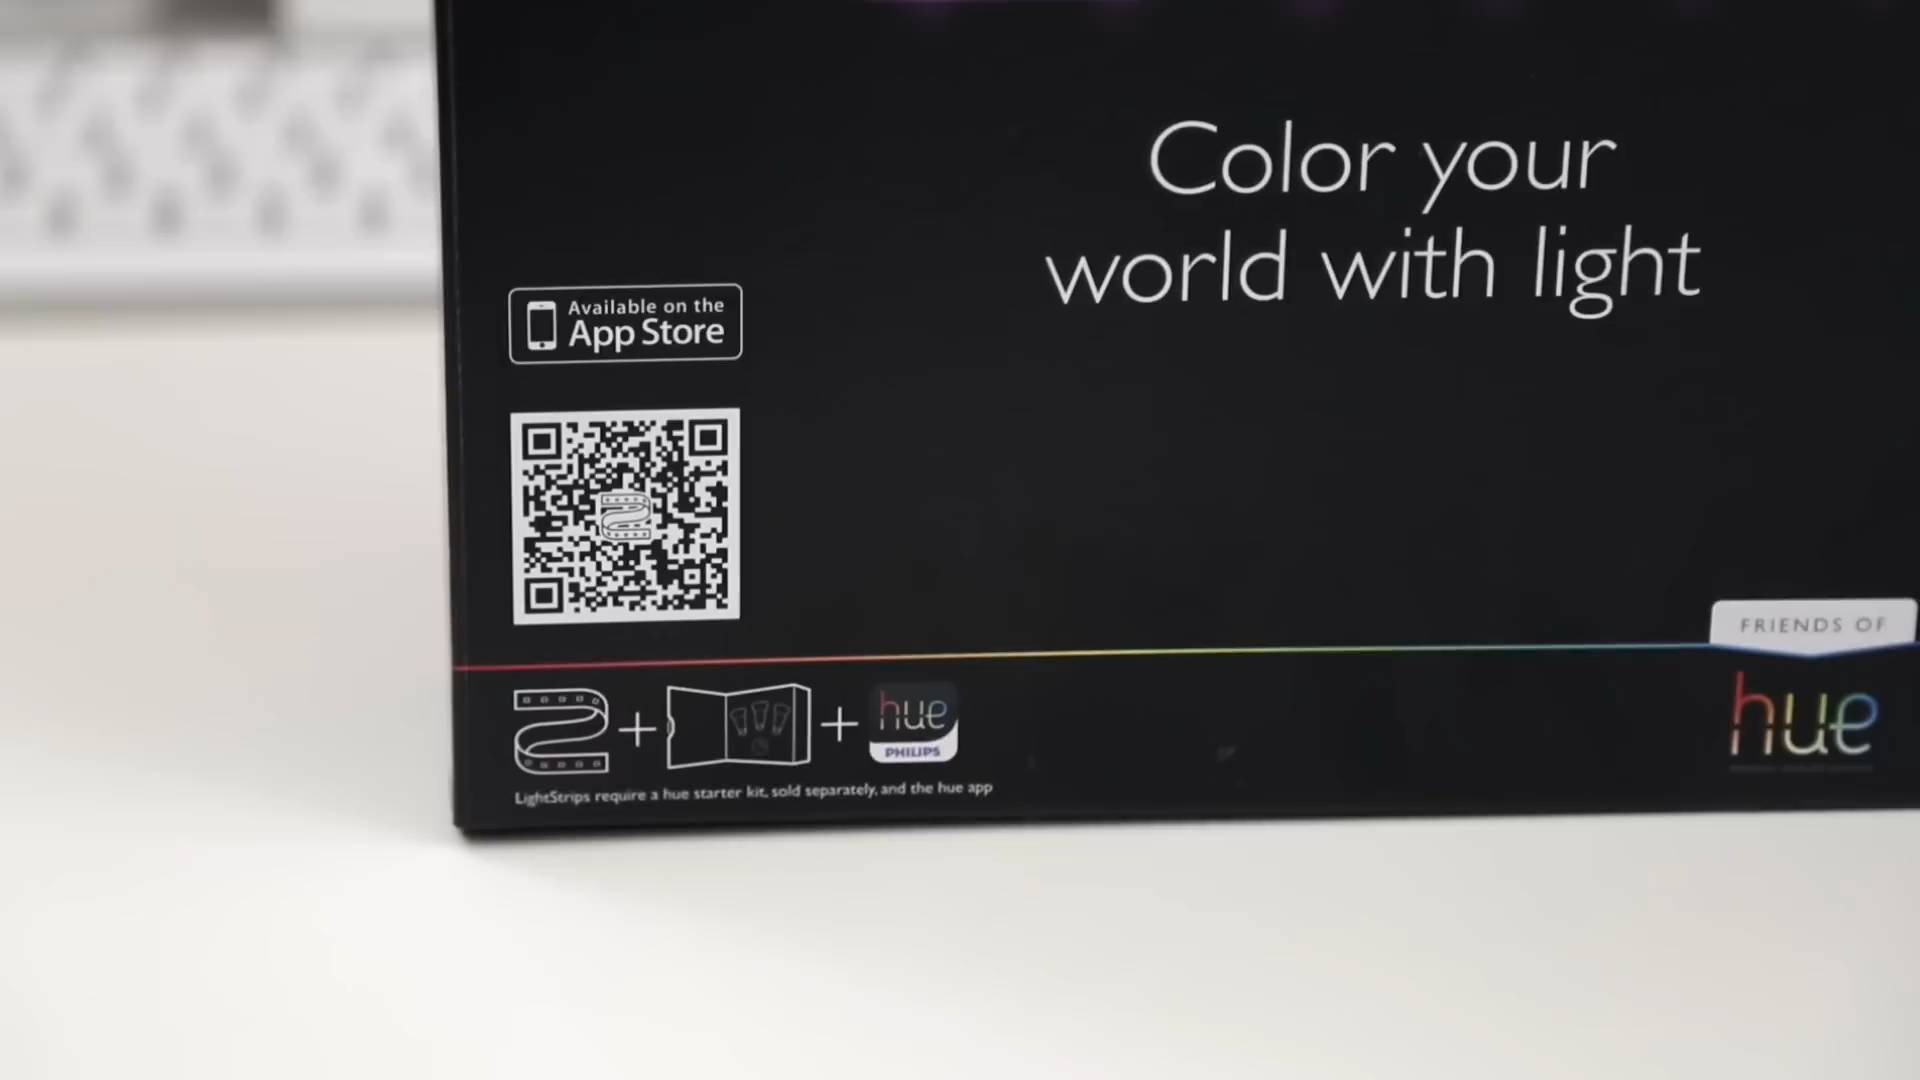 Color your
world with light
Available on the
App Store
FRIENDS OF
hue
hue
PHILIPS
LightStrips require a hue starter kit, sold separately, and the hue app